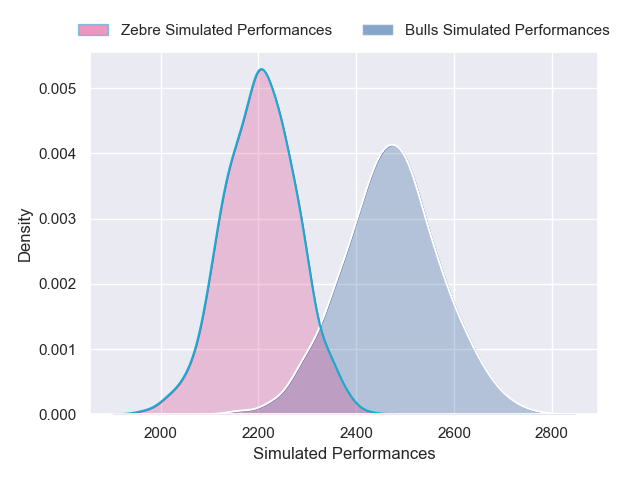 Zebre Simulated Performances Bulls Simulated Performances
0.005
0.004
0.003
0.002
0.001
0.000
Density
2000 2200 2400 2600 2800
Simulated Performances